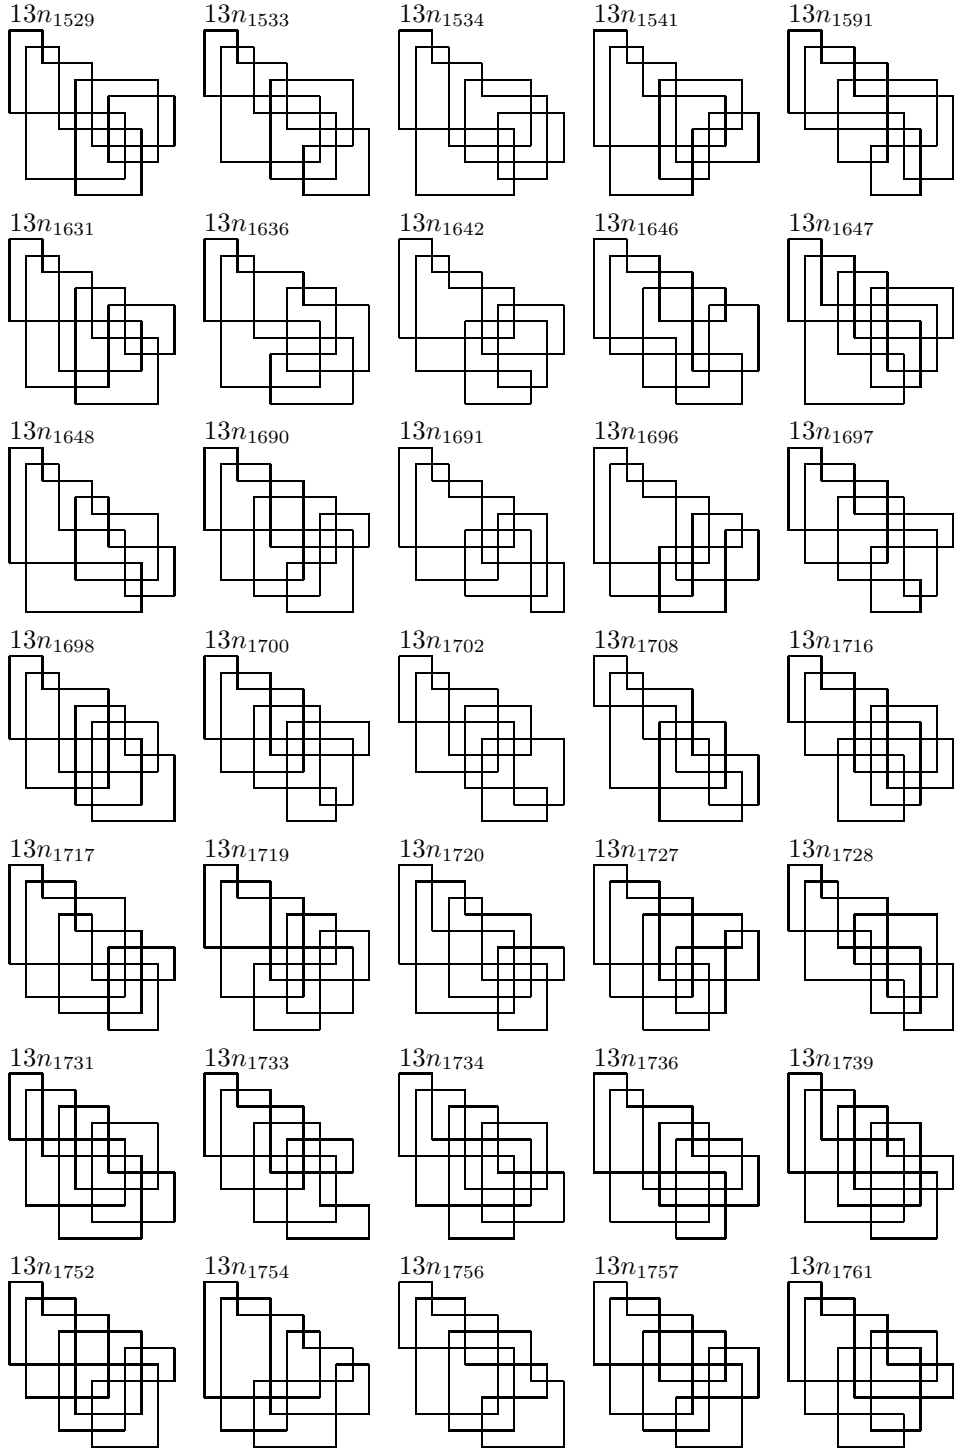 13n₁₅₂₉ 13n₁₅₃₃ 13n₁₅₃₄ 13n₁₅₄₁ 13n₁₅₉₁
13n₁₆₃₁ 13n₁₆₃₆ 13n₁₆₄₂ 13n₁₆₄₆ 13n₁₆₄₇
13n₁₆₄₈ 13n₁₆₉₀ 13n₁₆₉₁ 13n₁₆₉₆ 13n₁₆₉₇
13n₁₆₉₈ 13n₁₇₀₀ 13n₁₇₀₂ 13n₁₇₀₈ 13n₁₇₁₆
13n₁₇₁₇ 13n₁₇₁₉ 13n₁₇₂₀ 13n₁₇₂₇ 13n₁₇₂₈
13n₁₇₃₁ 13n₁₇₃₃ 13n₁₇₃₄ 13n₁₇₃₆ 13n₁₇₃₉
13n₁₇₅₂ 13n₁₇₅₄ 13n₁₇₅₆ 13n₁₇₅₇ 13n₁₇₆₁